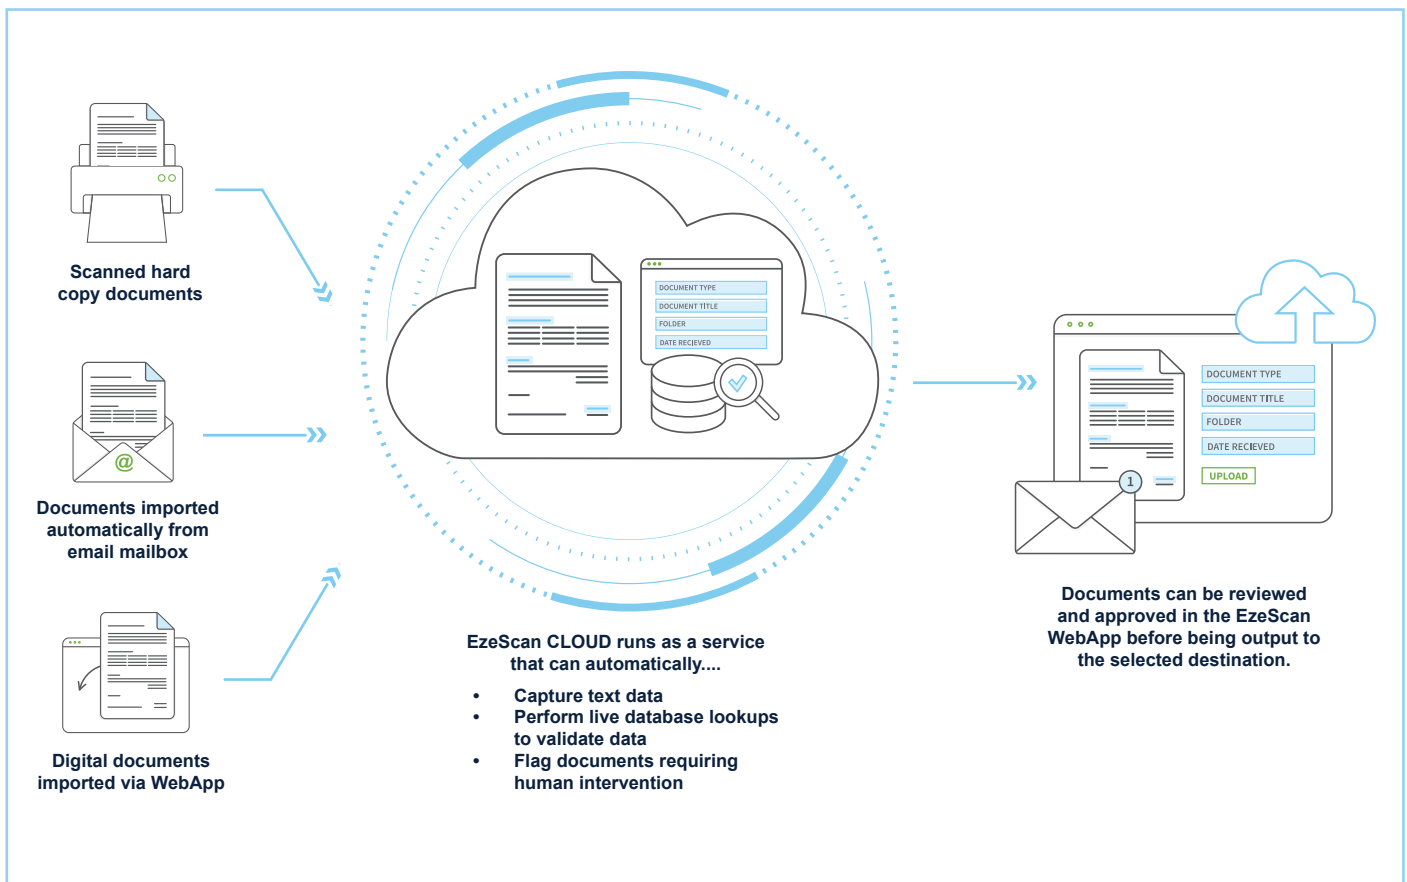 Scanned hard
copy documents
@
Documents imported
automatically from
email mailbox
Digital documents
imported via WebApp
DOCUMENT TYPE
DOCUMENT TITLE
FOLDER
DATE RECIEVED
EzeScan CLOUD runs as a service
that can automatically....
• Capture text data
• Perform live database lookups
to validate data
• Flag documents requiring
human intervention
DOCUMENT TYPE
DOCUMENT TITLE
FOLDER
DATE RECIEVED
UPLOAD
1
Documents can be reviewed
and approved in the EzeScan
WebApp before being output to
the selected destination.